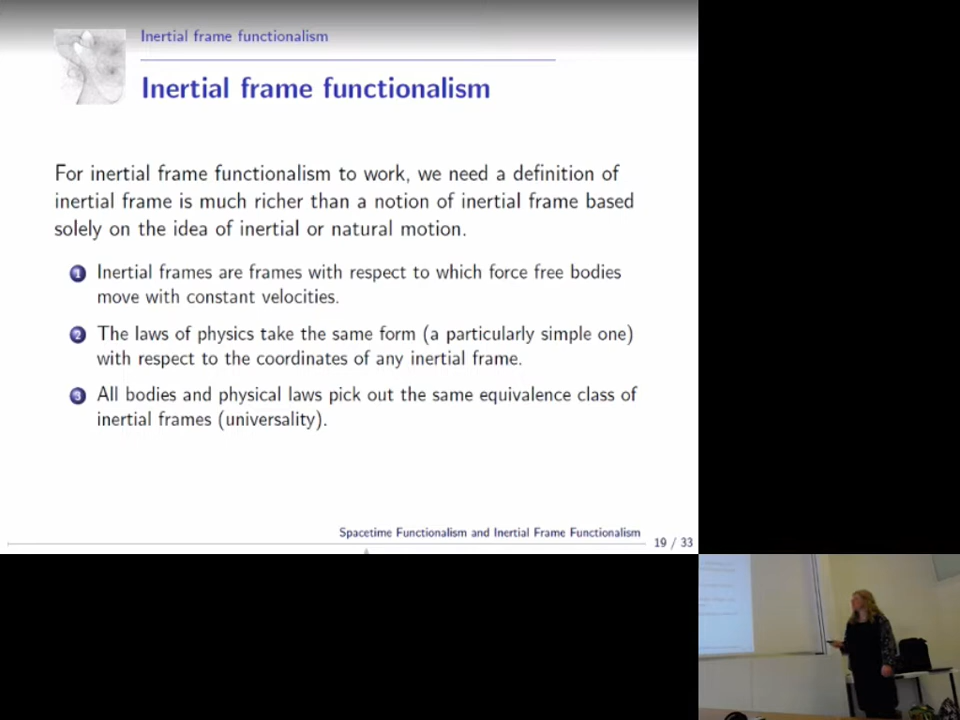 Inertial frame functionalism
Inertial frame functionalism
For inertial frame functionalism to work, we need a definition of
inertial frame is much richer than a notion of inertial frame based
solely on the idea of inertial or natural motion.
1 Inertial frames are frames with respect to which force free bodies
move with constant velocities.
2 The laws of physics take the same form (a particularly simple one)
with respect to the coordinates of any inertial frame.
3 All bodies and physical laws pick out the same equivalence class of
inertial frames (universality).
Spacetime Functionalism and Inertial Frame Functionalism
19 / 33